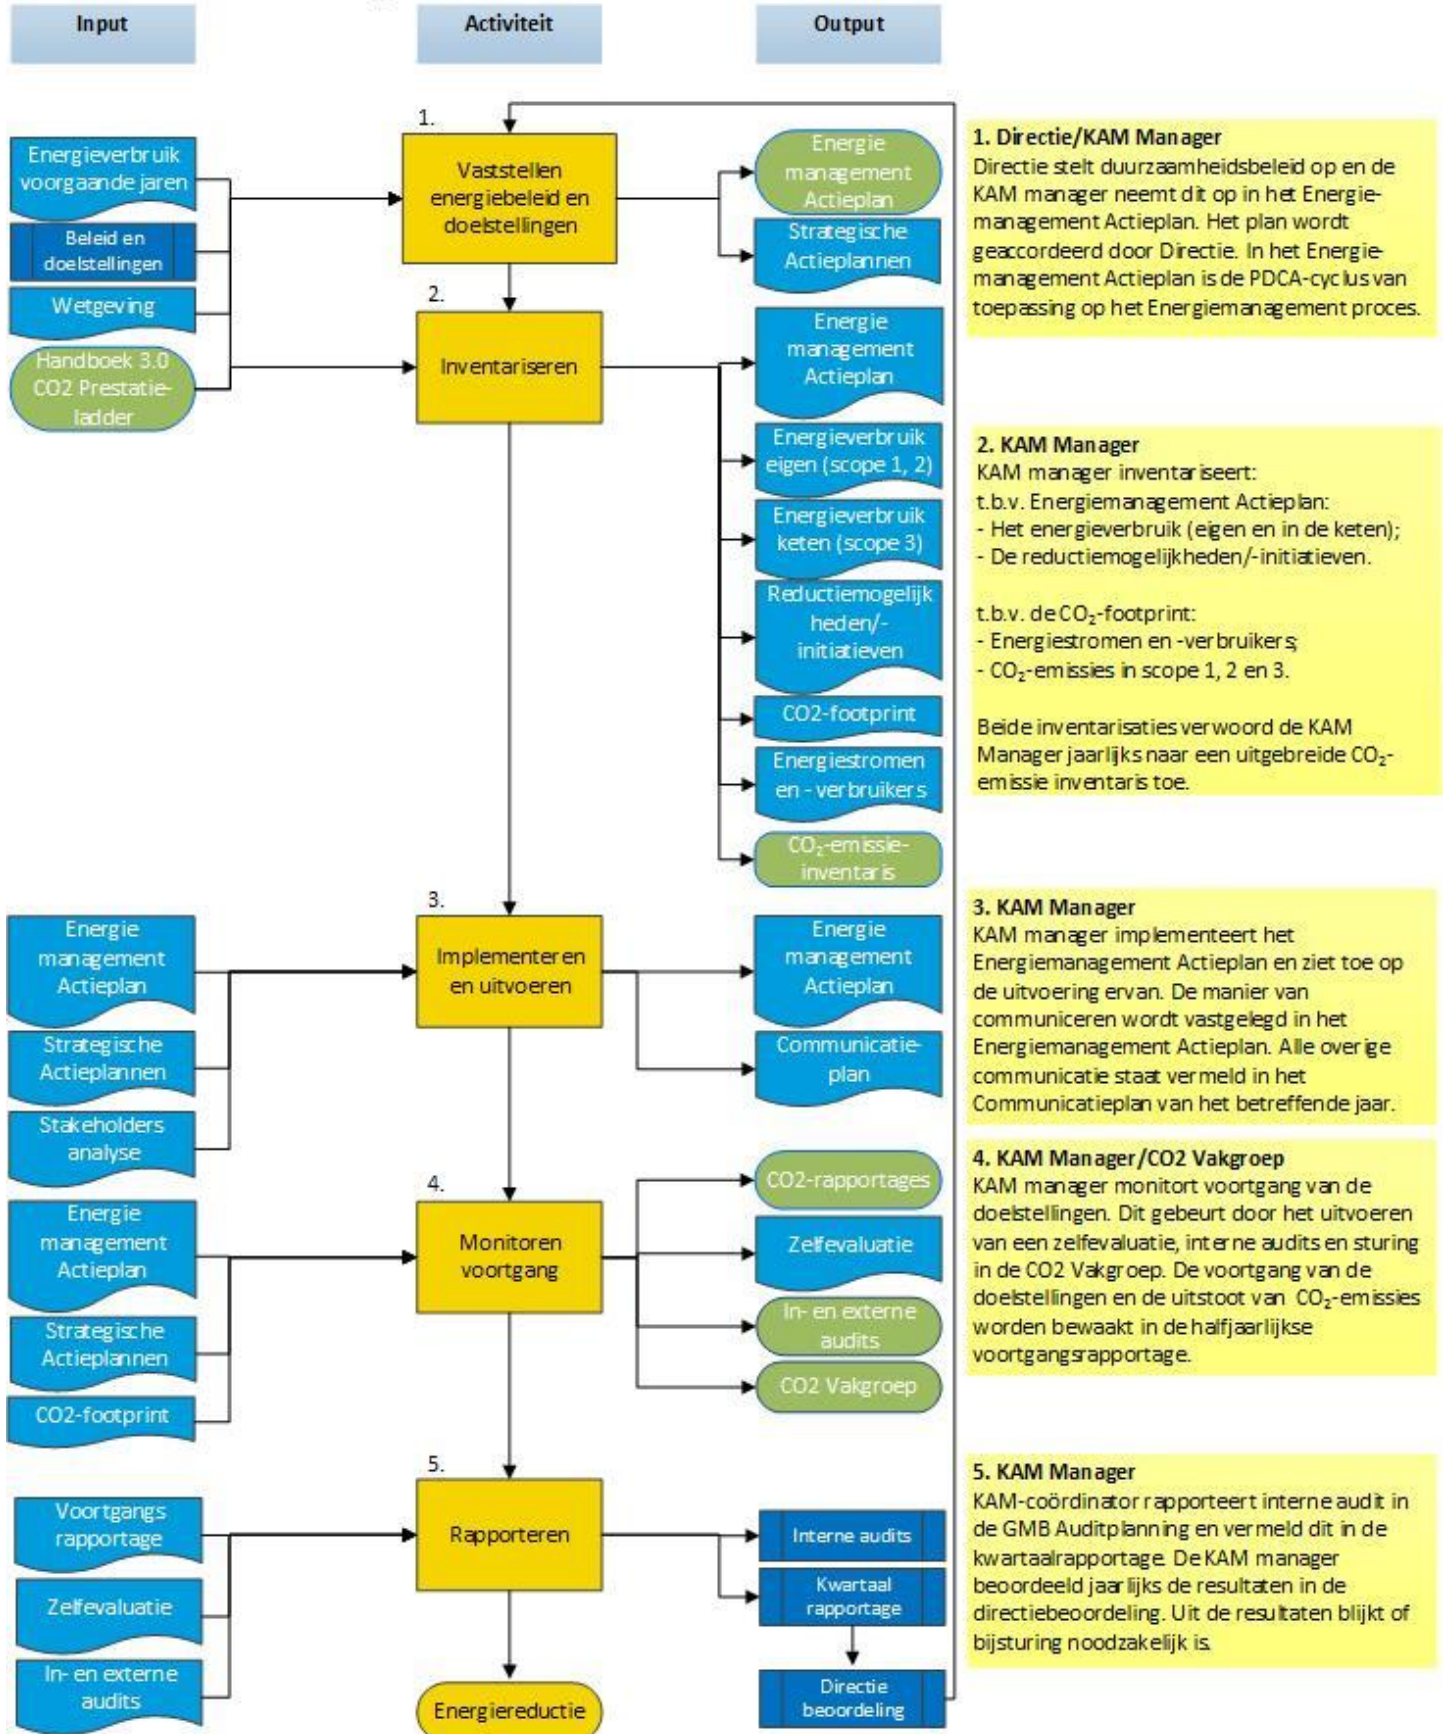 Input
Activiteit
Output
Energieverbruik
voorgaande jaren
Beleid en
doelstellingen
Wetgeving
Handboek 3.0
CO2 Prestatie-
ladder
1.
Vaststellen
energiebeleid en
doelstellingen
Energie
management
Actieplan
Strategische
Actieplannen
1. Directie/KAM Manager
Directie stelt duurzaamheidsbeleid op en de
KAM manager neemt dit op in het Energie-
management Actieplan. Het plan wordt
geaccordeerd door Directie. In het Energie-
management Actieplan is de PDCA-cyclus van
toepassing op het Energiemanagement proces.
2.
Inventariseren
Energie
management
Actieplan
Energieverbruik
eigen (scope 1, 2)
Energieverbruik
keten (scope 3)
Reductiemogelijk
heden/-
initiatieven
CO2-footprint
Energiestromen
en - verbruikers
CO₂-emissie-
inventaris
2. KAM Manager
KAM manager inventariseert:
t.b.v. Energiemanagement Actieplan:
- Het energieverbruik (eigen en in de keten);
- De reductiemogelijkheden/-initiatieven.
t.b.v. de CO₂-footprint:
- Energiestromen en -verbruikers;
- CO₂-emissies in scope 1, 2 en 3.
Beide inventarisaties verwoord de KAM
Manager jaarlijks naar een uitgebreide CO₂-
emissie inventaris toe.
Energie
management
Actieplan
Strategische
Actieplannen
Stakeholders
analyse
3.
Implementeren
en uitvoeren
Energie
management
Actieplan
Communicatie-
plan
3. KAM Manager
KAM manager implementeert het
Energiemanagement Actieplan en ziet toe op
de uitvoering ervan. De manier van
communiceren wordt vastgelegd in het
Energiemanagement Actieplan. Alle overige
communicatie staat vermeld in het
Communicatieplan van het betreffende jaar.
Energie
management
Actieplan
Strategische
Actieplannen
CO2-footprint
4.
Monitoren
voortgang
CO2-rapportages
Zelfevaluatie
In- en externe
audits
CO2 Vakgroep
4. KAM Manager/CO2 Vakgroep
KAM manager monitort voortgang van de
doelstellingen. Dit gebeurt door het uitvoeren
van een zelfevaluatie, interne audits en sturing
in de CO2 Vakgroep. De voortgang van de
doelstellingen en de uitstoot van CO₂-emissies
worden bewaakt in de halfjaarlijkse
voortgangsrapportage.
Voortgangs
rapportage
Zelfevaluatie
In- en externe
audits
5.
Rapporteren
Energiereductie
Interne audits
Kwartaal
rapportage
Directie
beoordeling
5. KAM Manager
KAM-coördinator rapporteert interne audit in
de GMB Auditplanning en vermeld dit in de
kwartaalrapportage. De KAM manager
beoordeeld jaarlijks de resultaten in de
directiebeoordeling. Uit de resultaten blijkt of
bijsturing noodzakelijk is.